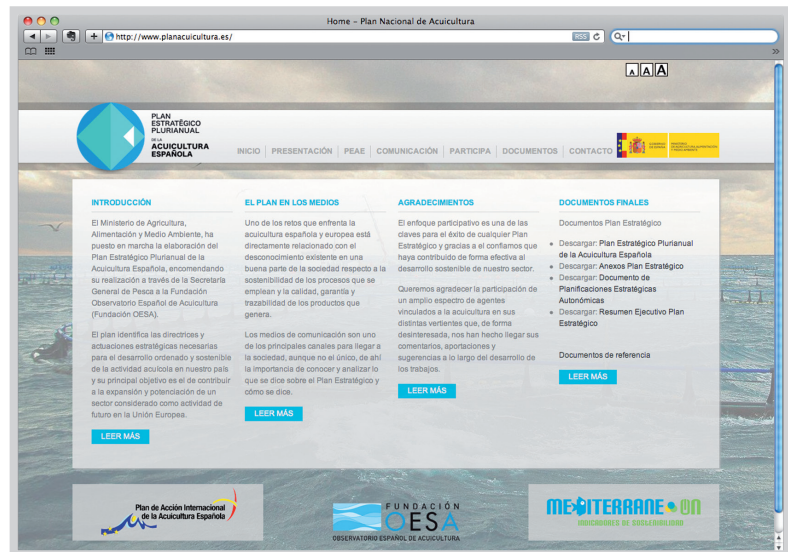 Home – Plan Nacional de Acuicultura
http://www.planacuicultura.es/
RSS
A A A
PLAN
ESTRATÉGICO
PLURIANUAL
DE LA
ACUICULTURA
ESPAÑOLA
INICIO PRESENTACIÓN PEAE COMUNICACIÓN PARTICIPA DOCUMENTOS CONTACTO
GOBIERNO
DE ESPAÑA
INTRODUCCIÓN
El Ministerio de Agricultura,
Alimentación y Medio Ambiente, ha
puesto en marcha la elaboración del
Plan Estratégico Plurianual de la
Acuicultura Española, encomendando
su realización a través de la Secretaría
General de Pesca a la Fundación
Observatorio Español de Acuicultura
(Fundación OESA).
El plan identifica las directrices y
actuaciones estratégicas necesarias
para el desarrollo ordenado y sostenible
de la actividad acuícola en nuestro país
y su principal objetivo es el de contribuir
a la expansión y potenciación de un
sector considerado como actividad de
futuro en la Unión Europea.
LEER MÁS
EL PLAN EN LOS MEDIOS
Uno de los retos que enfrenta la
acuicultura española y europea está
directamente relacionado con el
desconocimiento existente en una
buena parte de la sociedad respecto a la
sostenibilidad de los procesos que se
emplean y la calidad, garantía y
trazabilidad de los productos que
genera.
Los medios de comunicación son uno
de los principales canales para llegar a
la sociedad, aunque no el único, de ahí
la importancia de conocer y analizar lo
que se dice sobre el Plan Estratégico y
cómo se dice.
LEER MÁS
AGRADECIMIENTOS
El enfoque participativo es una de las
claves para el éxito de cualquier Plan
Estratégico y gracias a el confiamos que
haya contribuido de forma efectiva al
desarrollo sostenible de nuestro sector.
Queremos agradecer la participación de
un amplio espectro de agentes
vinculados a la acuicultura en sus
distintas vertientes que, de forma
desinteresada, nos han hecho llegar sus
comentarios, aportaciones y
sugerencias a lo largo del desarrollo de
los trabajos.
LEER MÁS
DOCUMENTOS FINALES
Documentos Plan Estratégico
Descargar: Plan Estratégico Plurianual
de la Acuicultura Española
Descargar: Anexos Plan Estratégico
Descargar: Documento de
Planificaciones Estratégicas
Autonómicas
Descargar: Resumen Ejecutivo Plan
Estratégico
Documentos de referencia
LEER MÁS
Plan de Acción Internacional
de la Acuicultura Española
FUNDACIÓN
OESA
OBSERVATORIO ESPAÑOL DE ACUICULTURA
MEDITERRANE ON
INDICADORES DE SOSTENIBILIDAD